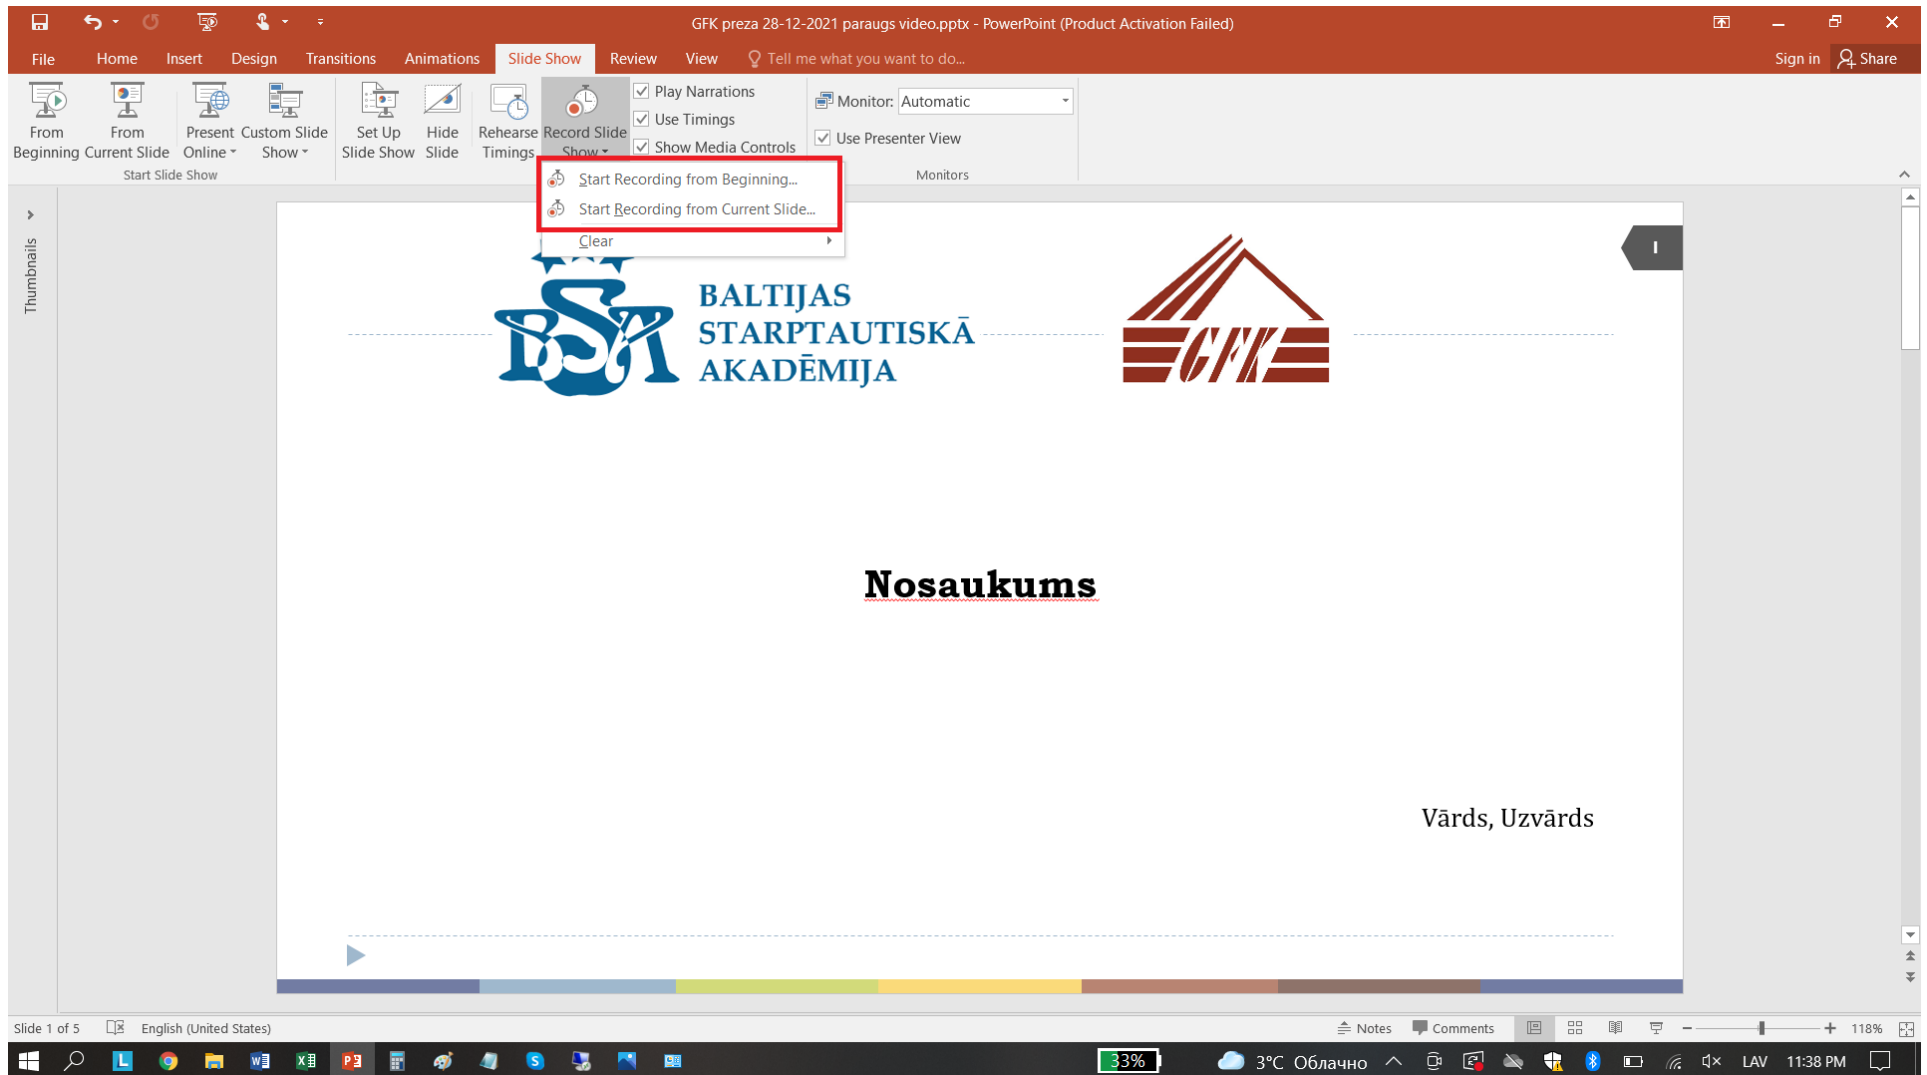 GFK preza 28-12-2021 paraugs video.pptx - PowerPoint (Product Activation Failed)
File Home Insert Design Transitions Animations Slide Show Review View Tell me what you want to do... Sign in Share
From Beginning
From Current Slide
Present Online
Custom Slide Show
Start Slide Show
Set Up Slide Show
Hide Slide
Rehearse Timings
Record Slide Show
Play Narrations
Use Timings
Show Media Controls
Monitor: Automatic
Use Presenter View
Monitors
Start Recording from Beginning...
Start Recording from Current Slide...
Clear
Thumbnails
I
BSA
BALTIJAS
STARPTAUTISKĀ
AKADĒMIJA
GFK
Nosaukums
Vārds, Uzvārds
Slide 1 of 5 English (United States) Notes Comments 118%
33% 3°C Облачно LAV 11:38 PM